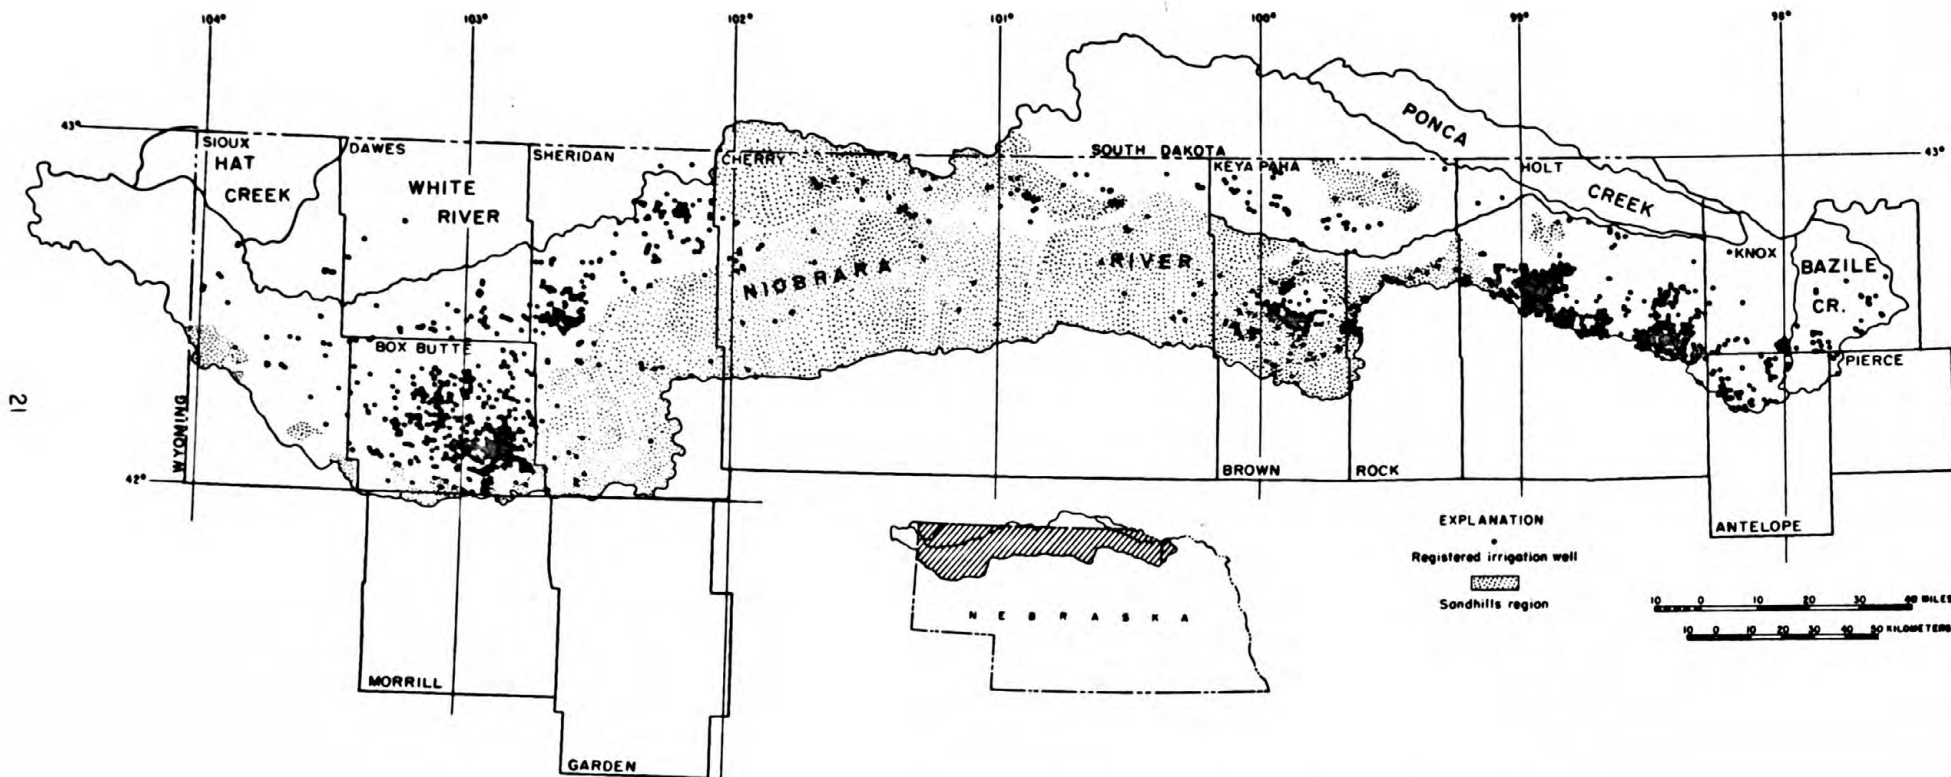 104°
103°
102°
101°
100°
99°
98°
43°
SIOUX
HAT
CREEK
DAWES
WHITE
RIVER
SHERIDAN
CHERRY
SOUTH DAKOTA
KEYA PAHA
PONCA
CREEK
HOLT
43°
NIOBRARA
RIVER
KNOX
BAZILE
CR.
BOX BUTTE
PIERCE
WYOMING
42°
BROWN
ROCK
ANTELOPE
MORRILL
GARDEN
NEBRASKA
EXPLANATION
Registered irrigation well
Sandhills region
10 0 10 20 30 40 MILES
10 0 10 20 30 40 50 KILOMETERS
21